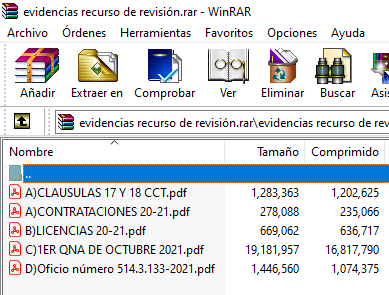 evidencias recurso de revisión.rar - WinRAR
Archivo Órdenes Herramientas Favoritos Opciones Ayuda
Añadir Extraer en Comprobar Ver Eliminar Buscar Asis
evidencias recurso de revisión.rar\evidencias recurso de revis
Nombre Tamaño Comprimido
..
A)CLAUSULAS 17 Y 18 CCT.pdf 1,283,363 1,202,625
A)CONTRATACIONES 20-21.pdf 278,088 235,066
B)LICENCIAS 20-21.pdf 669,062 636,717
C)1ER QNA DE OCTUBRE 2021.pdf 19,181,957 16,817,790
D)Oficio número 514.3.133-2021.pdf 1,446,560 1,074,375